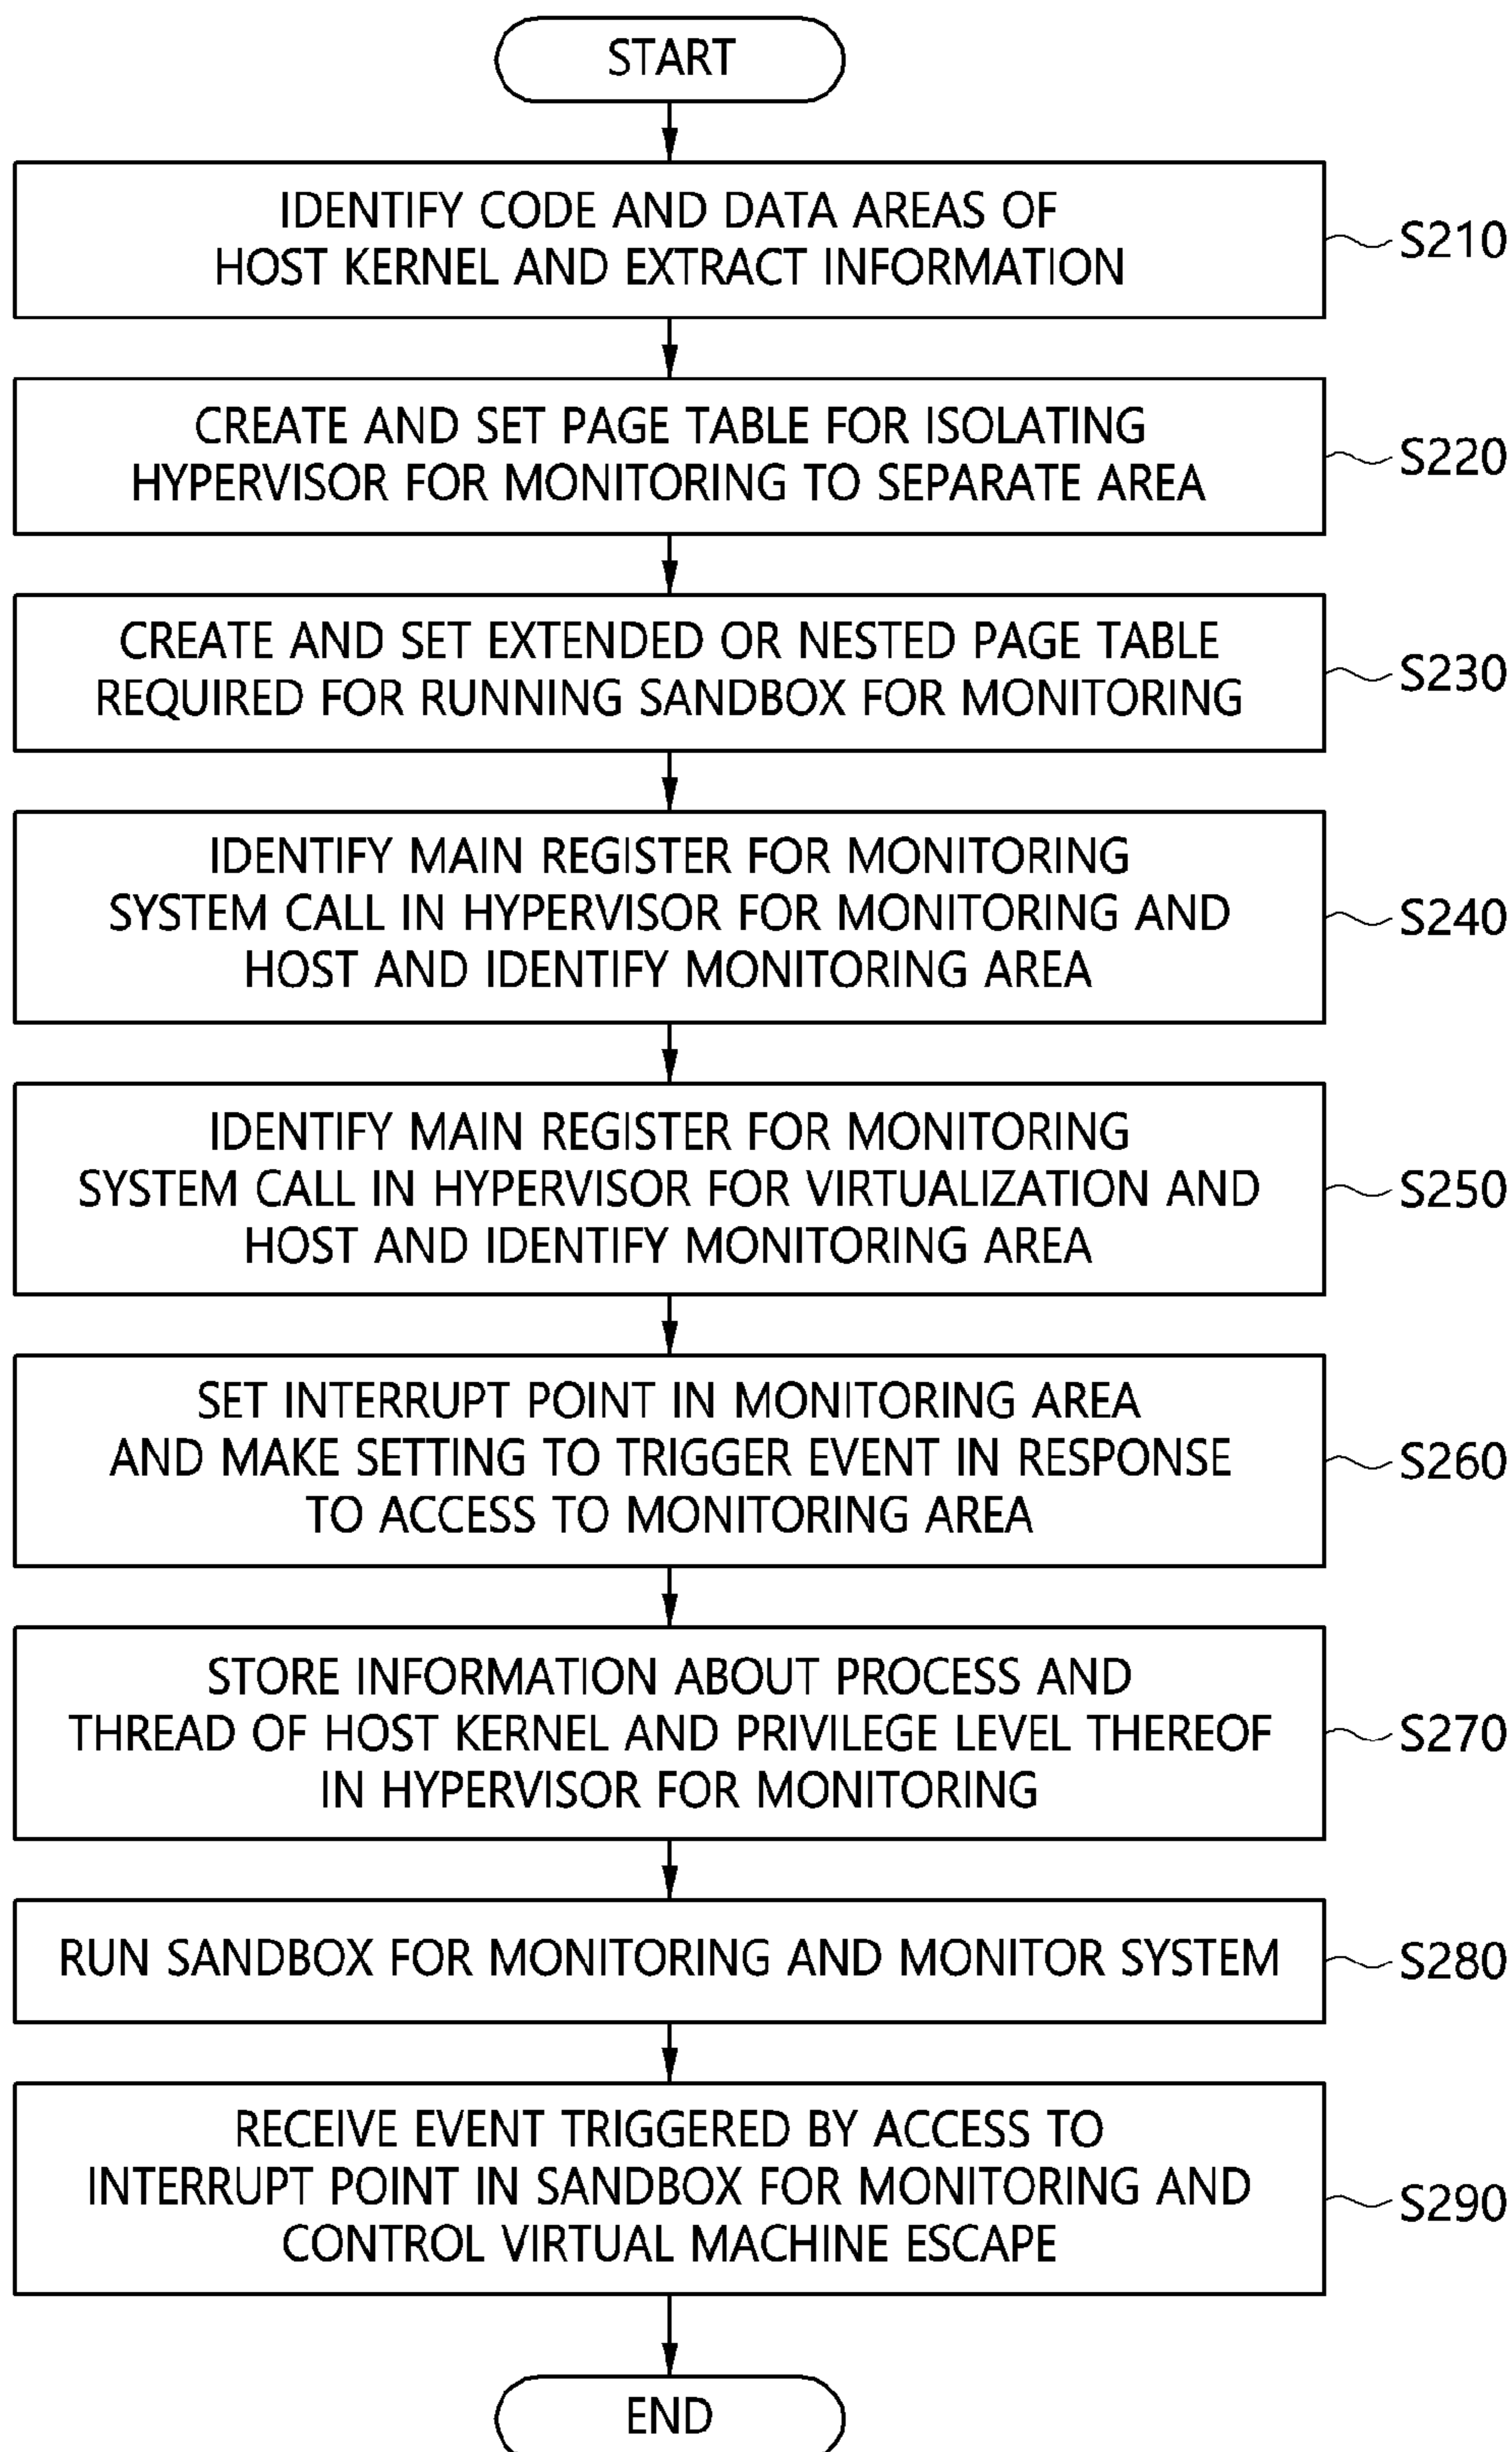 START
IDENTIFY CODE AND DATA AREAS OF
HOST KERNEL AND EXTRACT INFORMATION
S210
CREATE AND SET PAGE TABLE FOR ISOLATING
HYPERVISOR FOR MONITORING TO SEPARATE AREA
S220
CREATE AND SET EXTENDED OR NESTED PAGE TABLE
REQUIRED FOR RUNNING SANDBOX FOR MONITORING
S230
IDENTIFY MAIN REGISTER FOR MONITORING
SYSTEM CALL IN HYPERVISOR FOR MONITORING AND
HOST AND IDENTIFY MONITORING AREA
S240
IDENTIFY MAIN REGISTER FOR MONITORING
SYSTEM CALL IN HYPERVISOR FOR VIRTUALIZATION AND
HOST AND IDENTIFY MONITORING AREA
S250
SET INTERRUPT POINT IN MONITORING AREA
AND MAKE SETTING TO TRIGGER EVENT IN RESPONSE
TO ACCESS TO MONITORING AREA
S260
STORE INFORMATION ABOUT PROCESS AND
THREAD OF HOST KERNEL AND PRIVILEGE LEVEL THEREOF
IN HYPERVISOR FOR MONITORING
S270
RUN SANDBOX FOR MONITORING AND MONITOR SYSTEM
S280
RECEIVE EVENT TRIGGERED BY ACCESS TO
INTERRUPT POINT IN SANDBOX FOR MONITORING AND
CONTROL VIRTUAL MACHINE ESCAPE
S290
END